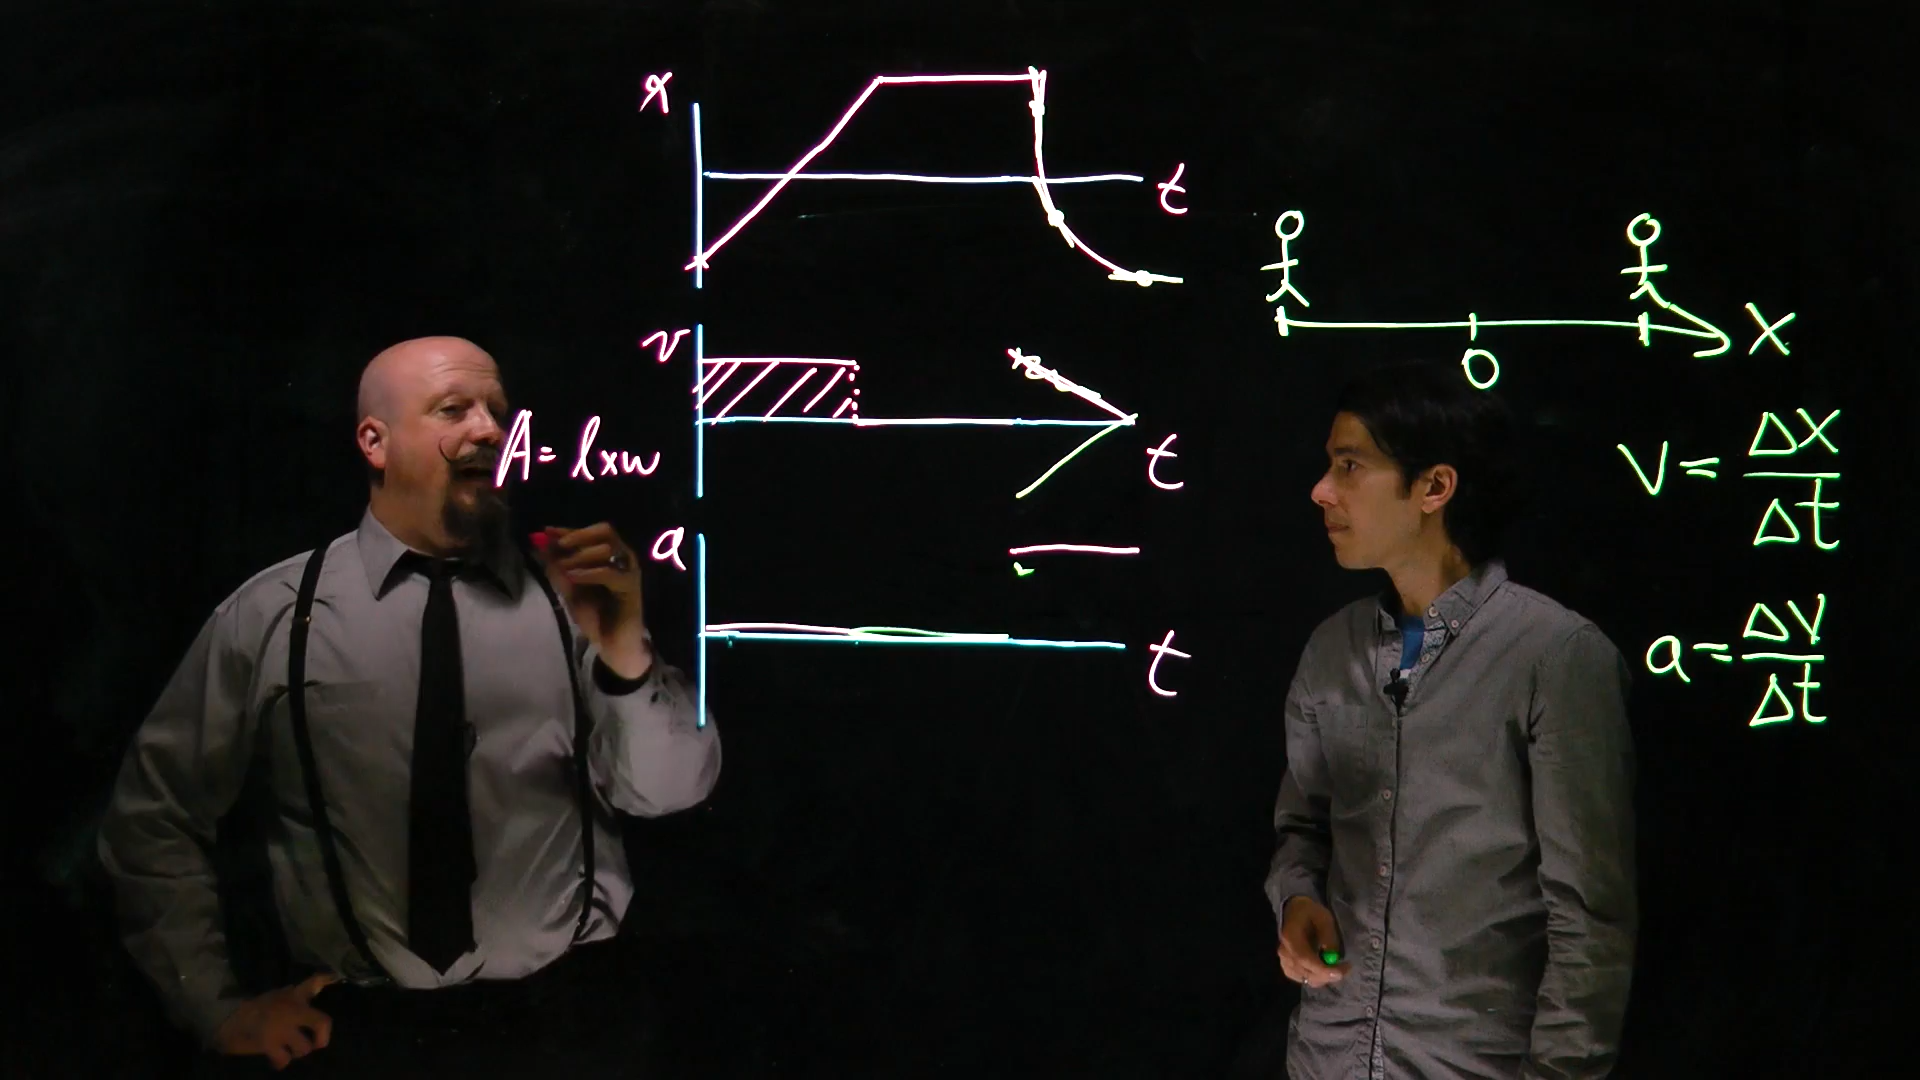 x
t
v
A = l x w
t
a
t
0
X
V = ΔX
Δt
a = ΔV
Δt